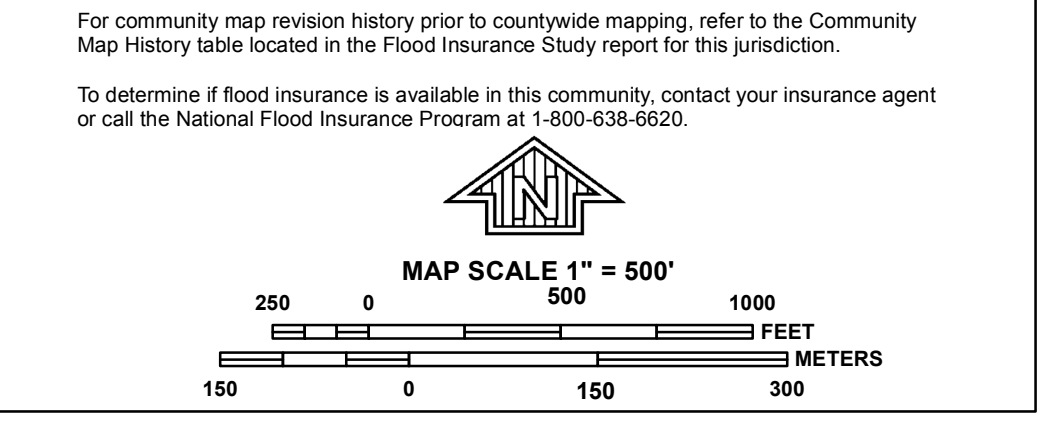 For community map revision history prior to countywide mapping, refer to the Community
Map History table located in the Flood Insurance Study report for this jurisdiction.
To determine if flood insurance is available in this community, contact your insurance agent
or call the National Flood Insurance Program at 1-800-638-6620.
N
MAP SCALE 1" = 500'
250 0 500 1000
FEET
METERS
150 0 150 300